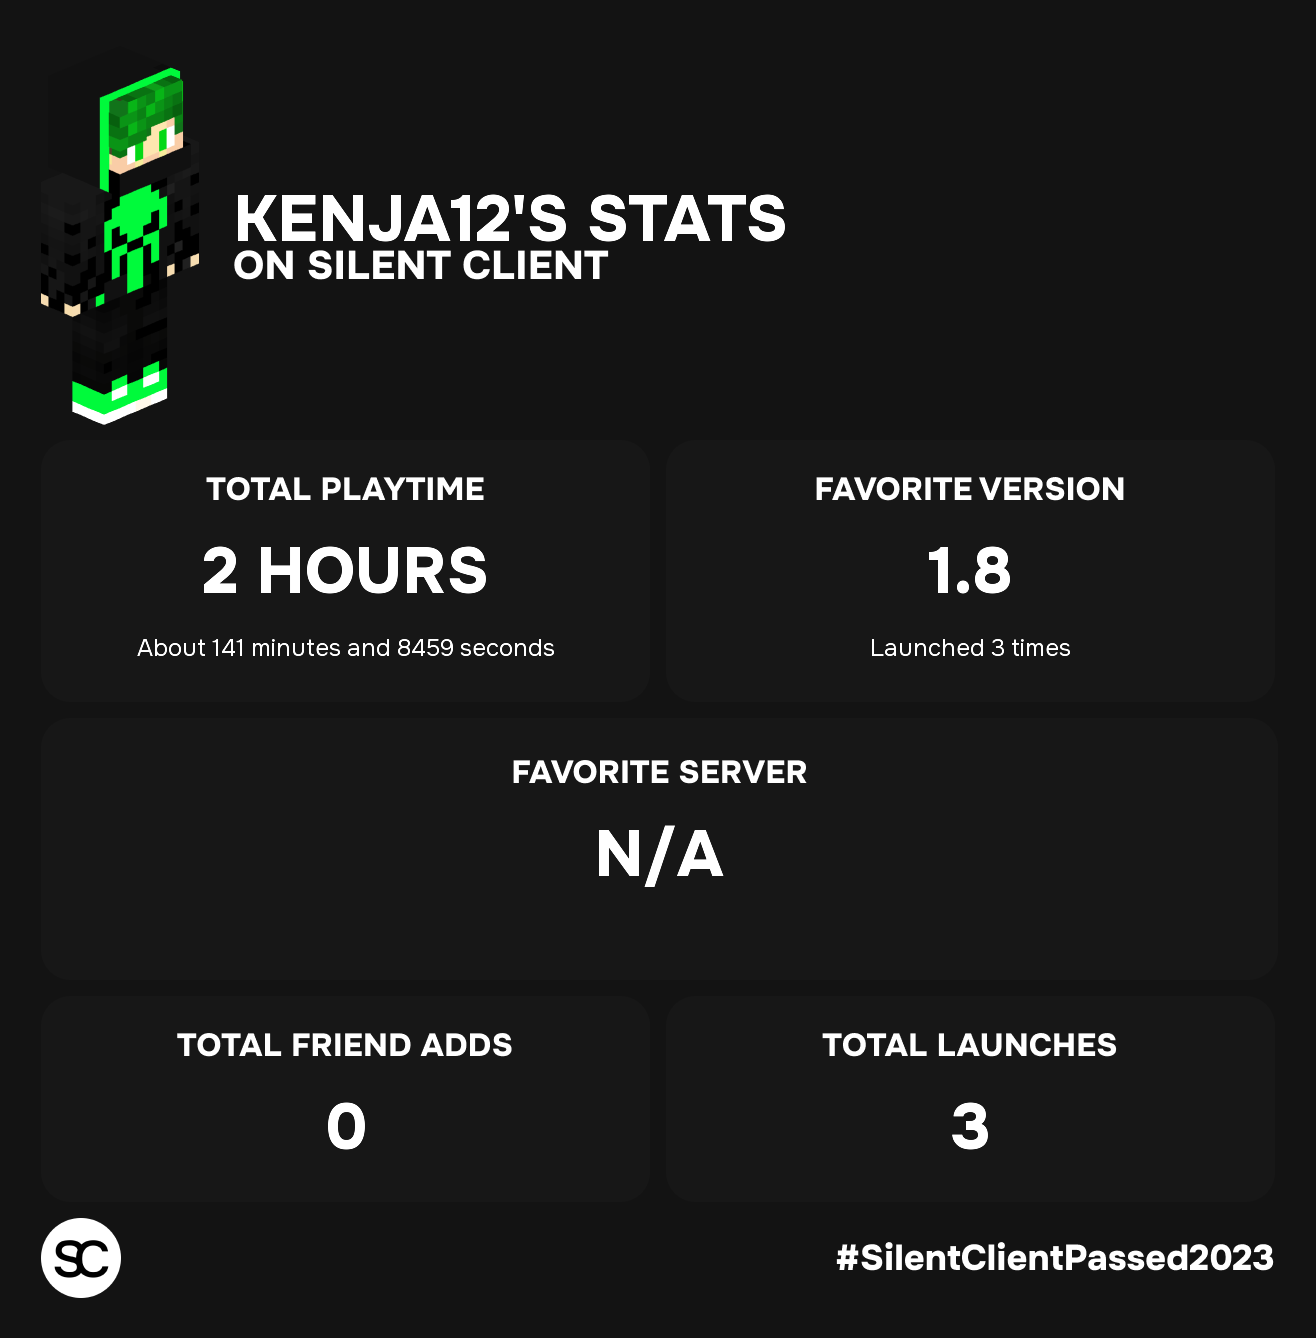 KENJA12'S STATS
ON SILENT CLIENT
TOTAL PLAYTIME
2 HOURS
About 141 minutes and 8459 seconds
FAVORITE VERSION
1.8
Launched 3 times
FAVORITE SERVER
N/A
TOTAL FRIEND ADDS
0
TOTAL LAUNCHES
3
SC
#SilentClientPassed2023